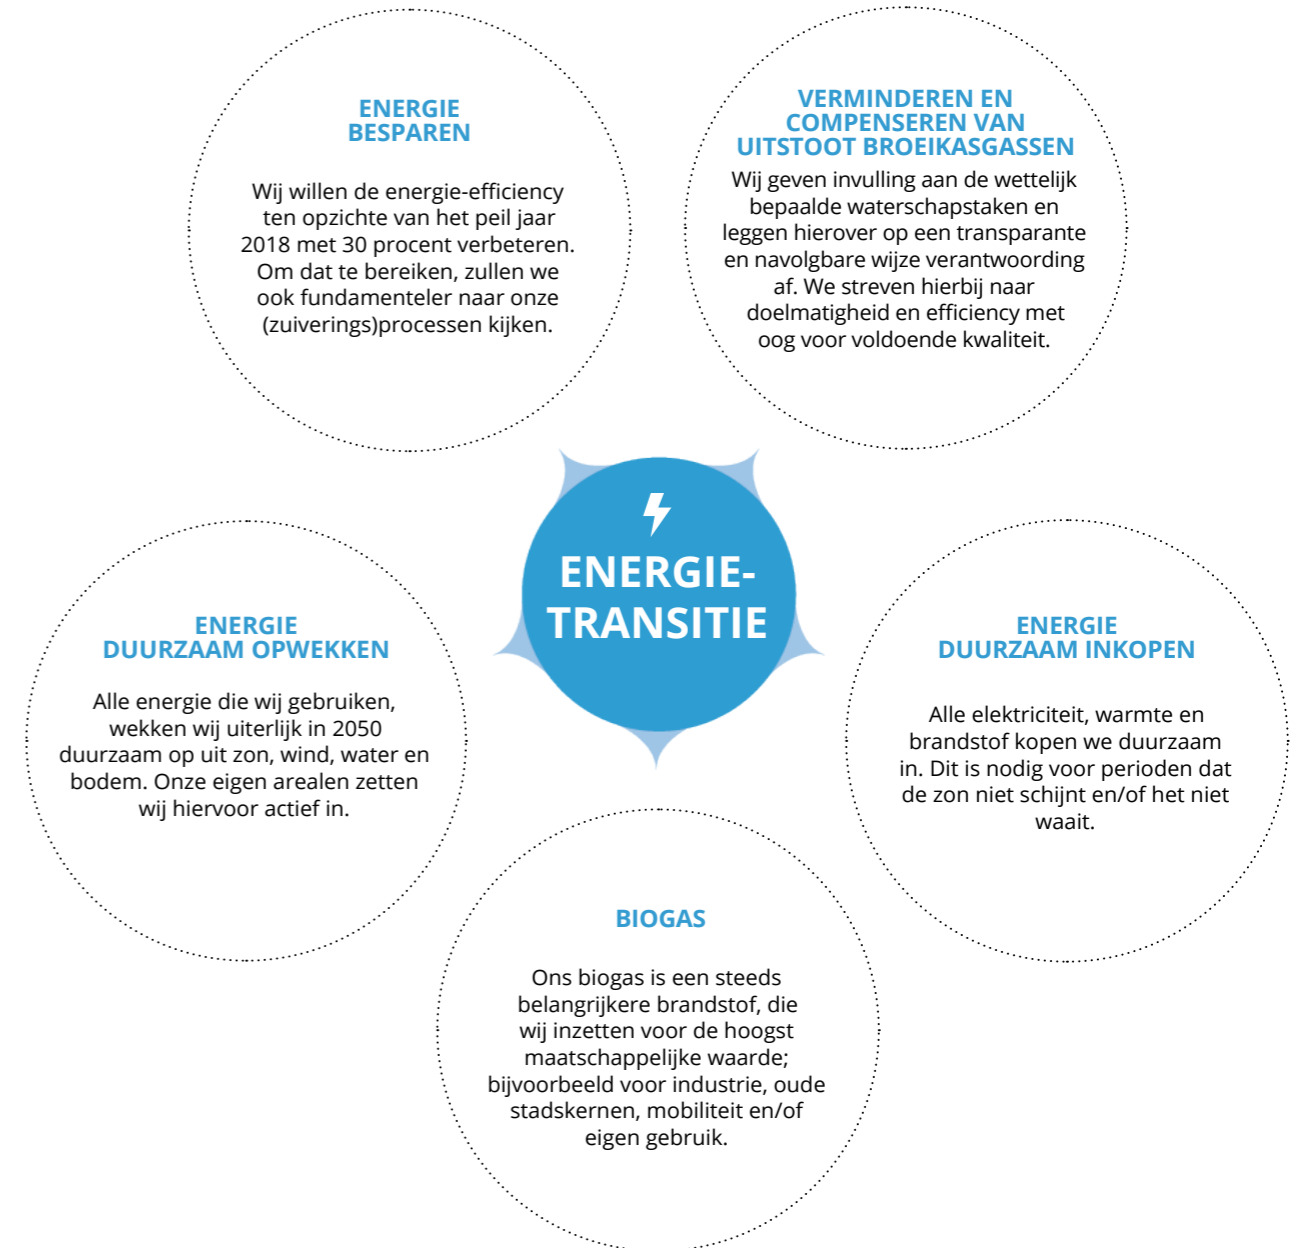 ENERGIE
BESPAREN
Wij willen de energie-efficiency
ten opzichte van het peil jaar
2018 met 30 procent verbeteren.
Om dat te bereiken, zullen we
ook fundamenteler naar onze
(zuiverings)processen kijken.
VERMINDEREN EN
COMPENSEREN VAN
UITSTOOT BROEIKASGASSEN
Wij geven invulling aan de wettelijk
bepaalde waterschapstaken en
leggen hierover op een transparante
en navolgbare wijze verantwoording
af. We streven hierbij naar
doelmatigheid en efficiency met
oog voor voldoende kwaliteit.
ENERGIE-
TRANSITIE
ENERGIE
DUURZAAM OPWEKKEN
Alle energie die wij gebruiken,
wekken wij uiterlijk in 2050
duurzaam op uit zon, wind, water en
bodem. Onze eigen arealen zetten
wij hiervoor actief in.
ENERGIE
DUURZAAM INKOPEN
Alle elektriciteit, warmte en
brandstof kopen we duurzaam
in. Dit is nodig voor perioden dat
de zon niet schijnt en/of het niet
waait.
BIOGAS
Ons biogas is een steeds
belangrijkere brandstof, die
wij inzetten voor de hoogst
maatschappelijke waarde;
bijvoorbeeld voor industrie, oude
stadskernen, mobiliteit en/of
eigen gebruik.